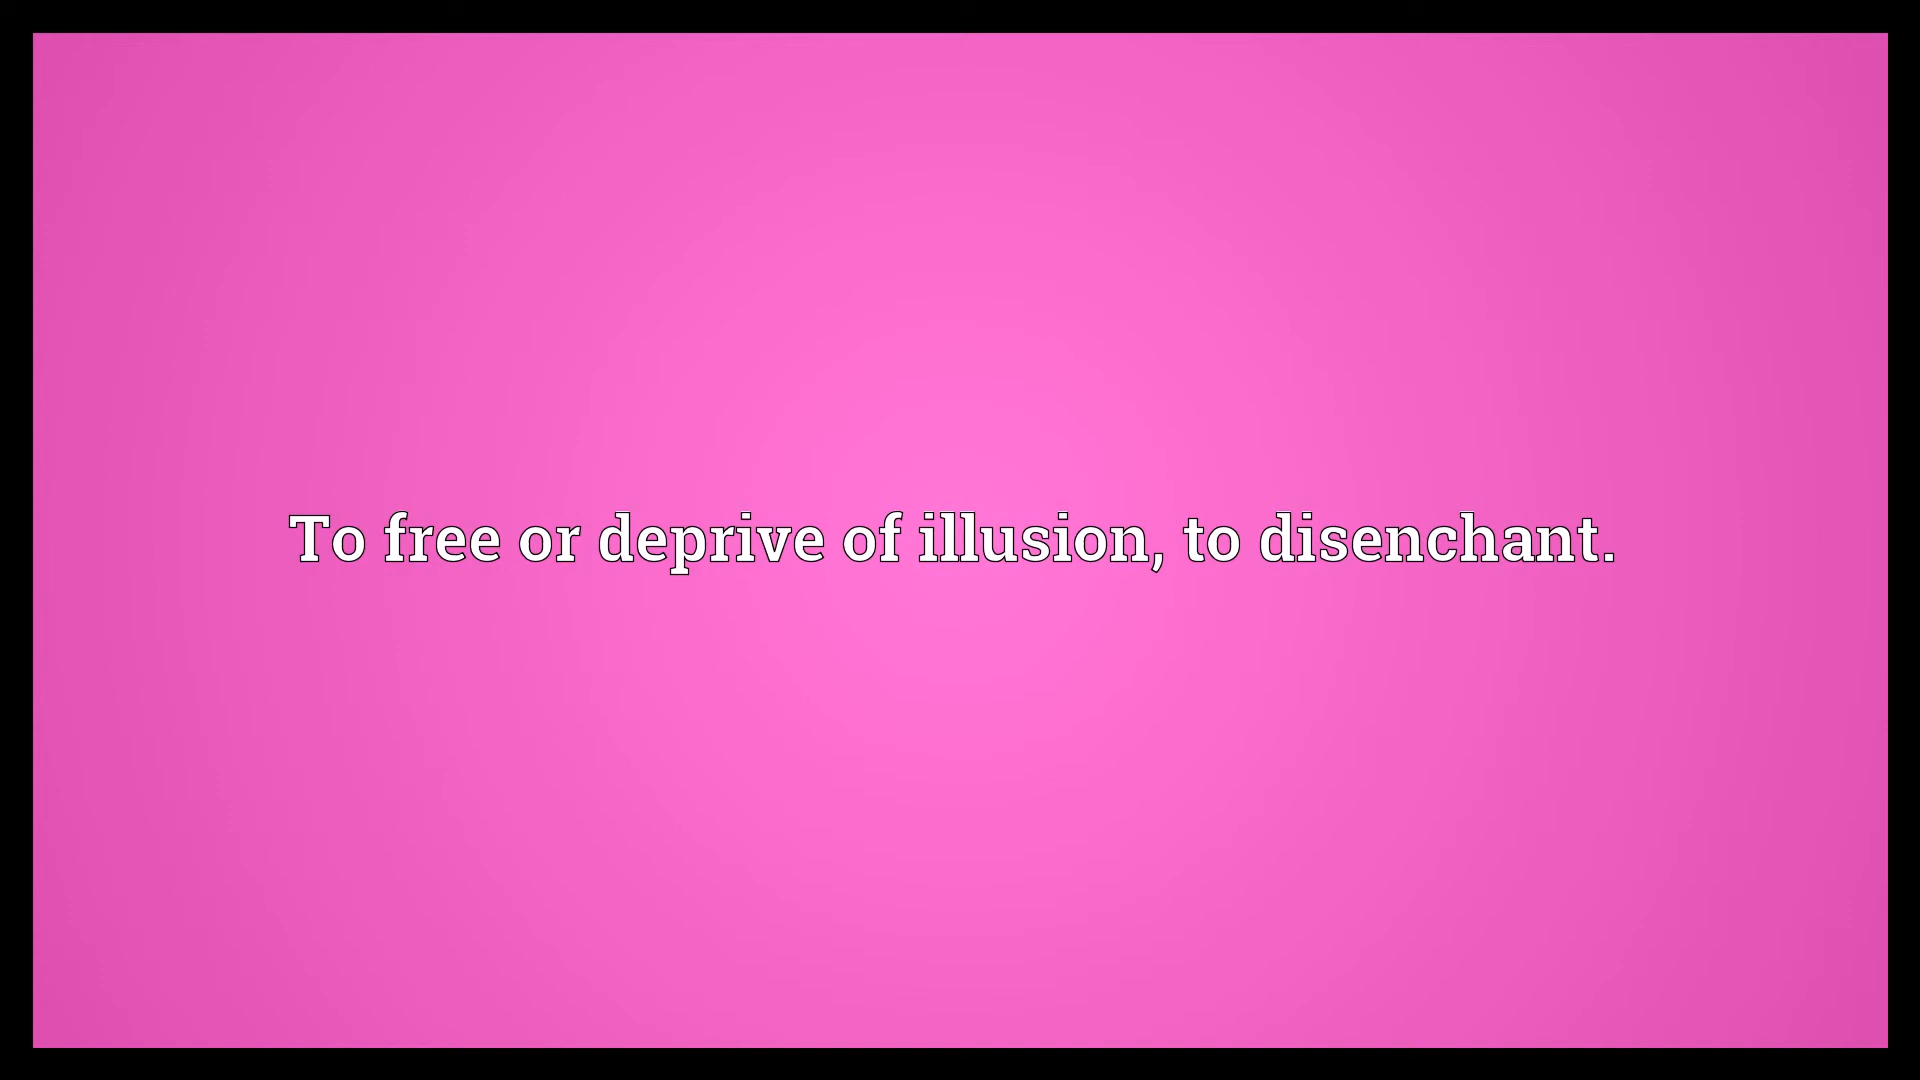 To free or deprive of illusion, to disenchant.